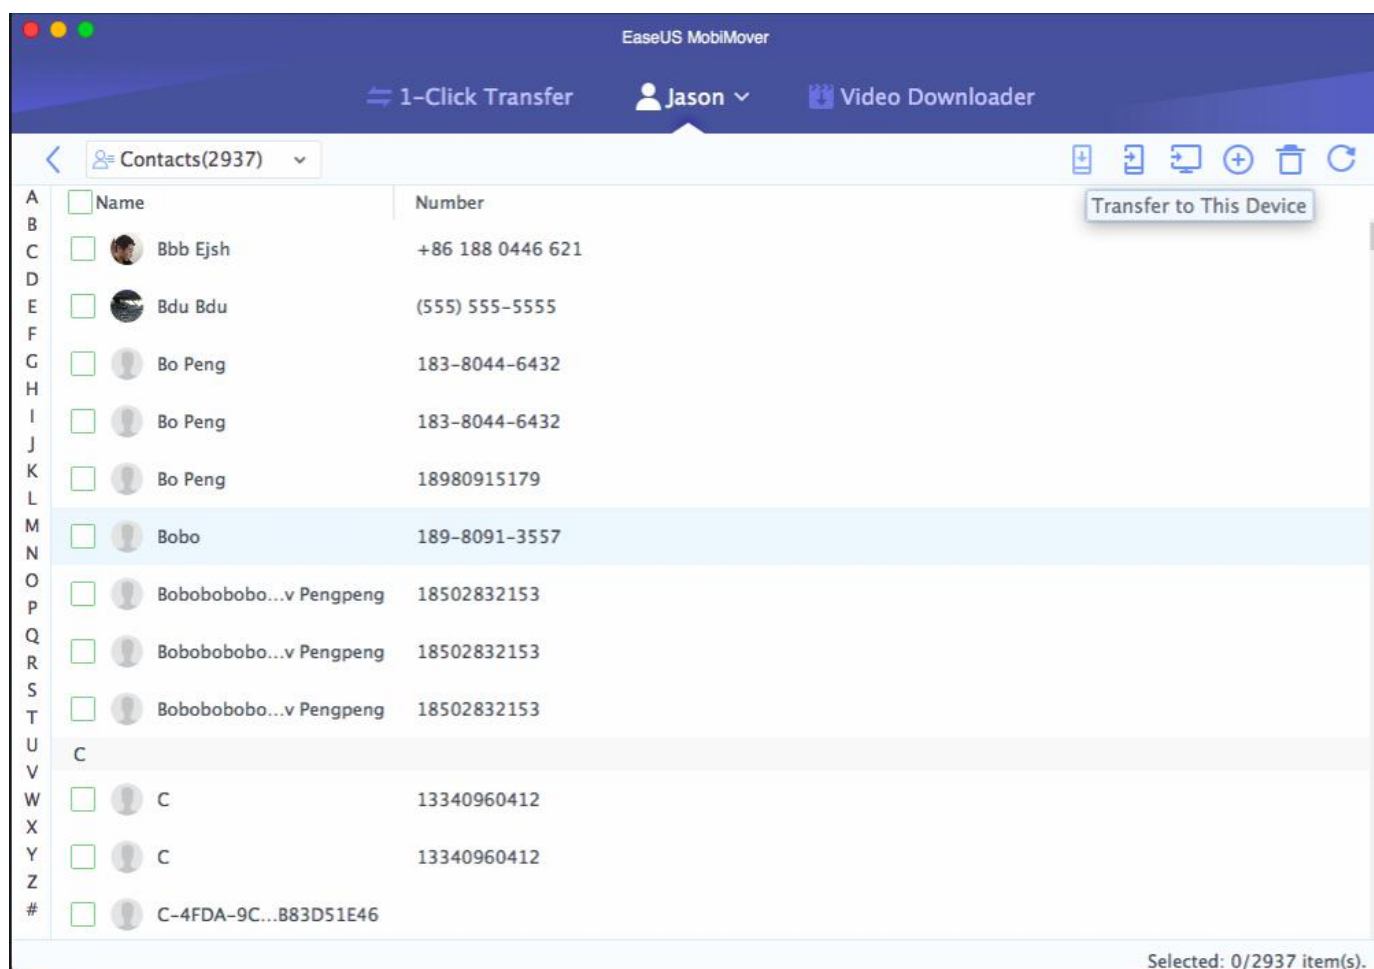 EaseUS MobiMover
1-Click Transfer Jason Video Downloader
Contacts(2937)
Name Number
Transfer to This Device
A
B
C
D
E
F
G
H
I
J
K
L
M
N
O
P
Q
R
S
T
U
V
W
X
Y
Z
#
Bbb Ejsh +86 188 0446 621
Bdu Bdu (555) 555-5555
Bo Peng 183-8044-6432
Bo Peng 183-8044-6432
Bo Peng 18980915179
Bobo 189-8091-3557
Bobobobobo...v Pengpeng 18502832153
Bobobobobo...v Pengpeng 18502832153
Bobobobobo...v Pengpeng 18502832153
C
C 13340960412
C 13340960412
C-4FDA-9C...B83D51E46
Selected: 0/2937 item(s).